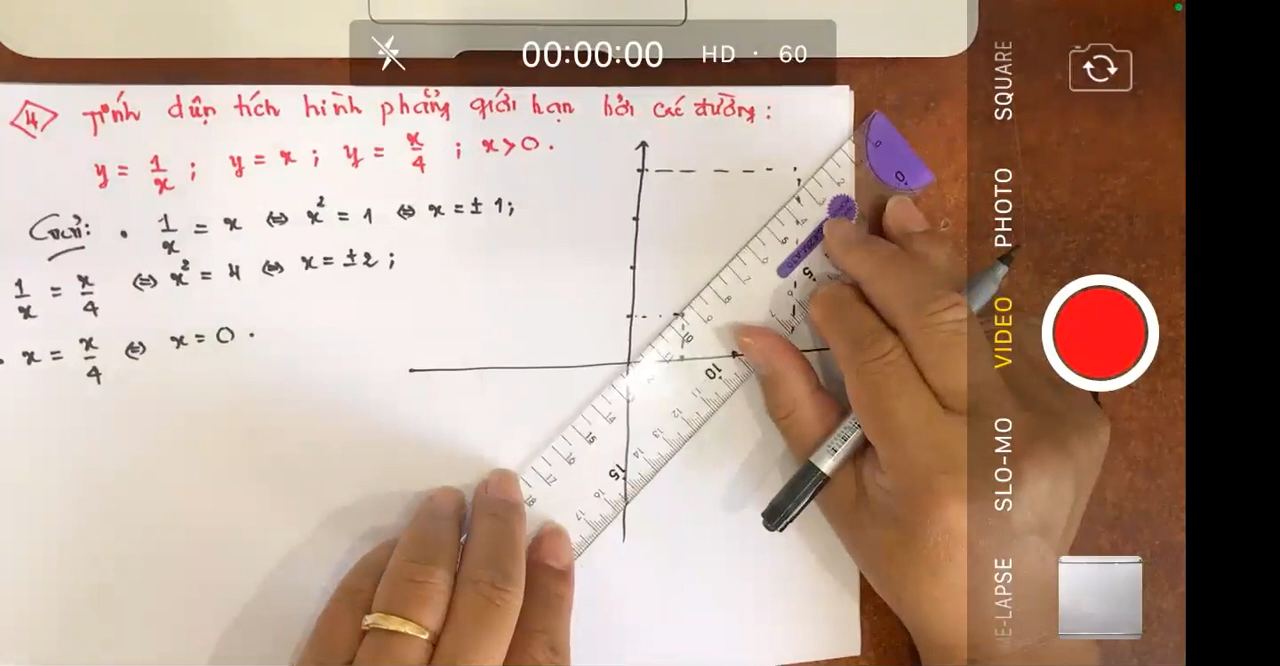 00:00:00 HD · 60
4 Tính diện tích hình phẳng giới hạn bởi các đường:
y = 1/x ; y = x ; y = x/4 ; x > 0.
Giải: • 1/x = x ⇔ x² = 1 ⇔ x = ± 1;
1/x = x/4 ⇔ x² = 4 ⇔ x = ±2 ;
• x = x/4 ⇔ x = 0 .
SQUARE
PHOTO
VIDEO
SLO-MO
E-LAPSE